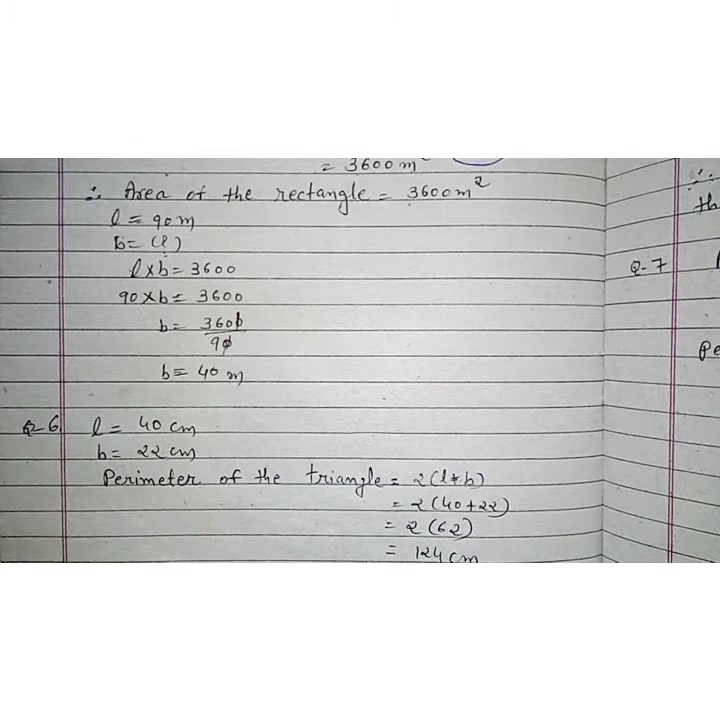 = 3600 m²
∴ Area of the rectangle = 3600 m²
l = 90 m
b = (?)
l × b = 3600
90 × b = 3600
b = 3600
90
b = 40 m
Q-6 l = 40 cm
b = 22 cm
Perimeter of the triangle = 2(l+b)
= 2(40+22)
= 2(62)
= 124 cm
∴
th
Q-7
Pe